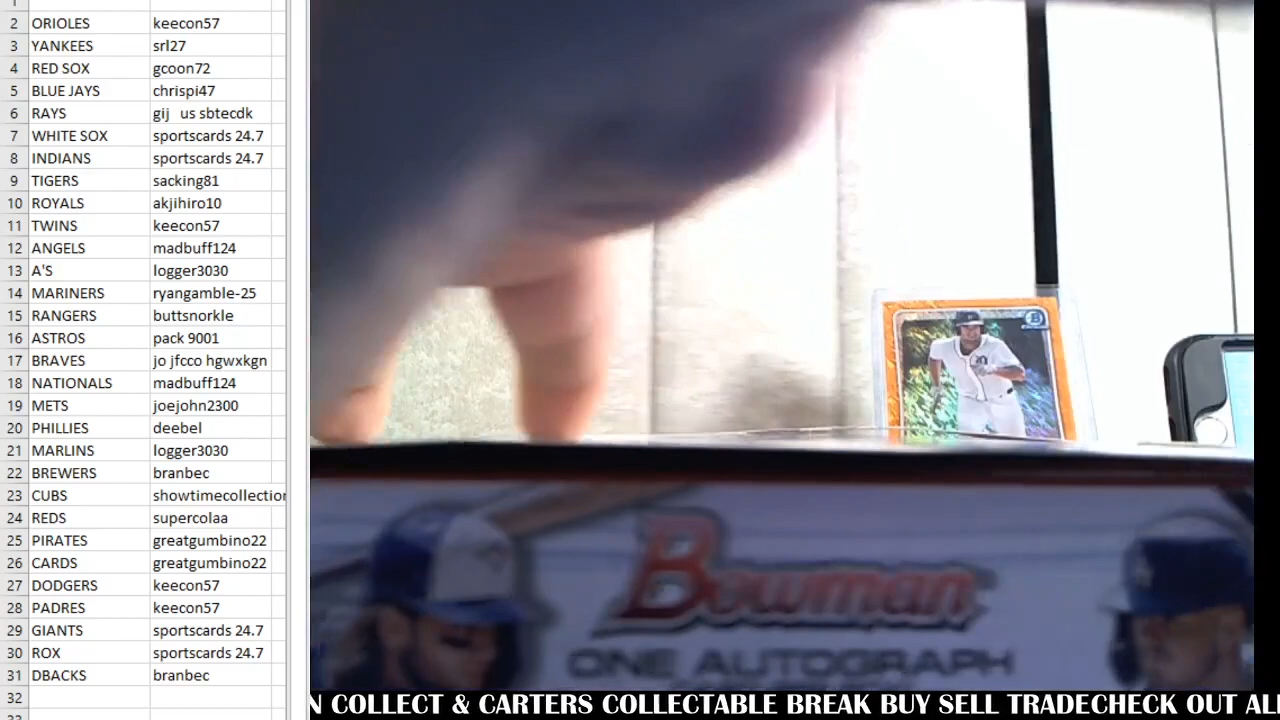 2 ORIOLES keecon57
3 YANKEES srl27
4 RED SOX gcoon72
5 BLUE JAYS chrispi47
6 RAYS gij us sbtecdk
7 WHITE SOX sportscards 24.7
8 INDIANS sportscards 24.7
9 TIGERS sacking81
10 ROYALS akjihiro10
11 TWINS keecon57
12 ANGELS madbuff124
13 A'S logger3030
14 MARINERS ryangamble-25
15 RANGERS buttsnorkle
16 ASTROS pack 9001
17 BRAVES jo jfcco hgwxkgn
18 NATIONALS madbuff124
19 METS joejohn2300
20 PHILLIES deebel
21 MARLINS logger3030
22 BREWERS branbec
23 CUBS showtimecollection
24 REDS supercolaa
25 PIRATES greatgumbino22
26 CARDS greatgumbino22
27 DODGERS keecon57
28 PADRES keecon57
29 GIANTS sportscards 24.7
30 ROX sportscards 24.7
31 DBACKS branbec
32
Bowman
ONE AUTOGRAPH
N COLLECT & CARTERS COLLECTABLE BREAK BUY SELL TRADECHECK OUT AL